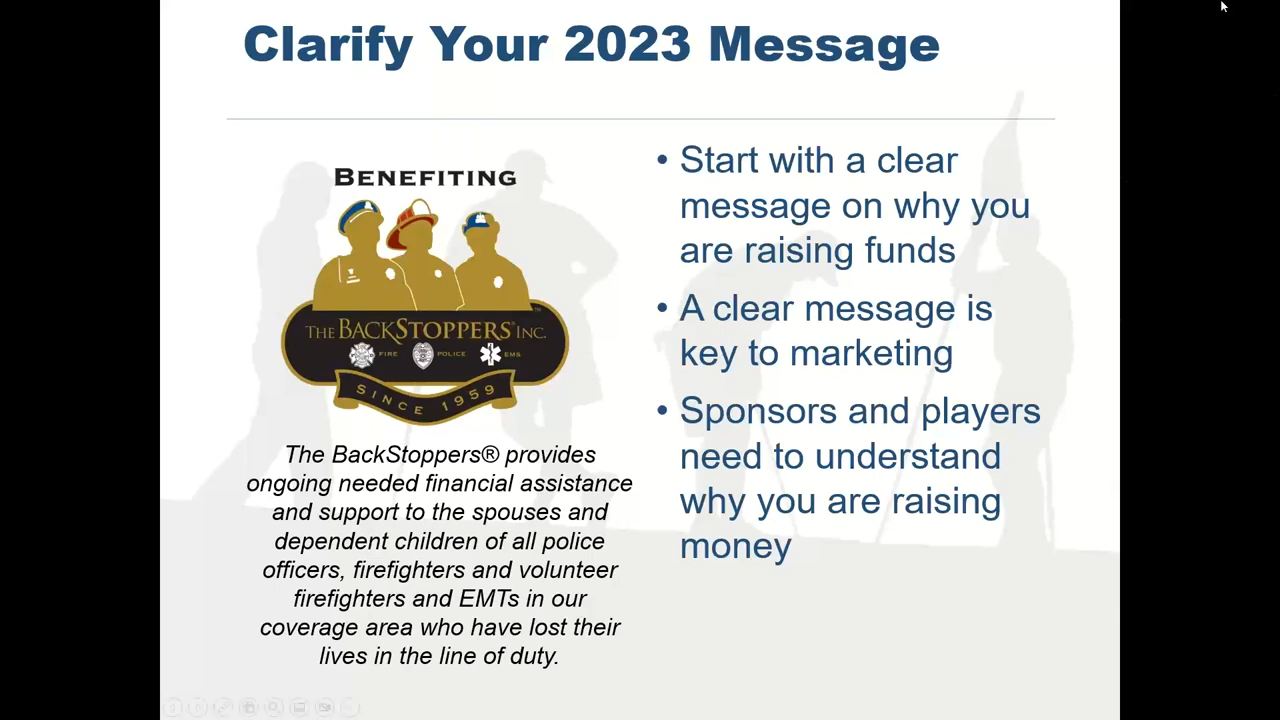 Clarify Your 2023 Message
BENEFITING
THE BACKSTOPPERS® INC.™
FIRE POLICE EMS
SINCE 1959
The BackStoppers® provides
ongoing needed financial assistance
and support to the spouses and
dependent children of all police
officers, firefighters and volunteer
firefighters and EMTs in our
coverage area who have lost their
lives in the line of duty.
• Start with a clear
message on why you
are raising funds
• A clear message is
key to marketing
• Sponsors and players
need to understand
why you are raising
money